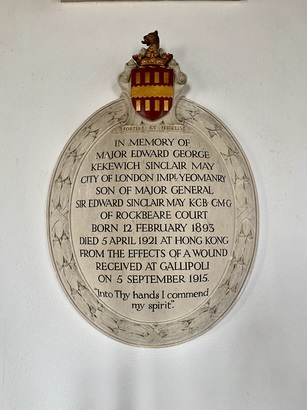 FORTIS ET FIDELIS
IN MEMORY OF
MAJOR EDWARD GEORGE
KEKEWICH SINCLAIR MAY
CITY OF LONDON IMPL YEOMANRY
SON OF MAJOR GENERAL
SIR EDWARD SINCLAIR MAY K·C·B· C·M·G
OF ROCKBEARE COURT
BORN 12 FEBRUARY 1893
DIED 5 APRIL 1921 AT HONG KONG
FROM THE EFFECTS OF A WOUND
RECEIVED AT GALLIPOLI
ON 5 SEPTEMBER 1915.
"Into Thy hands I commend
my spirit".